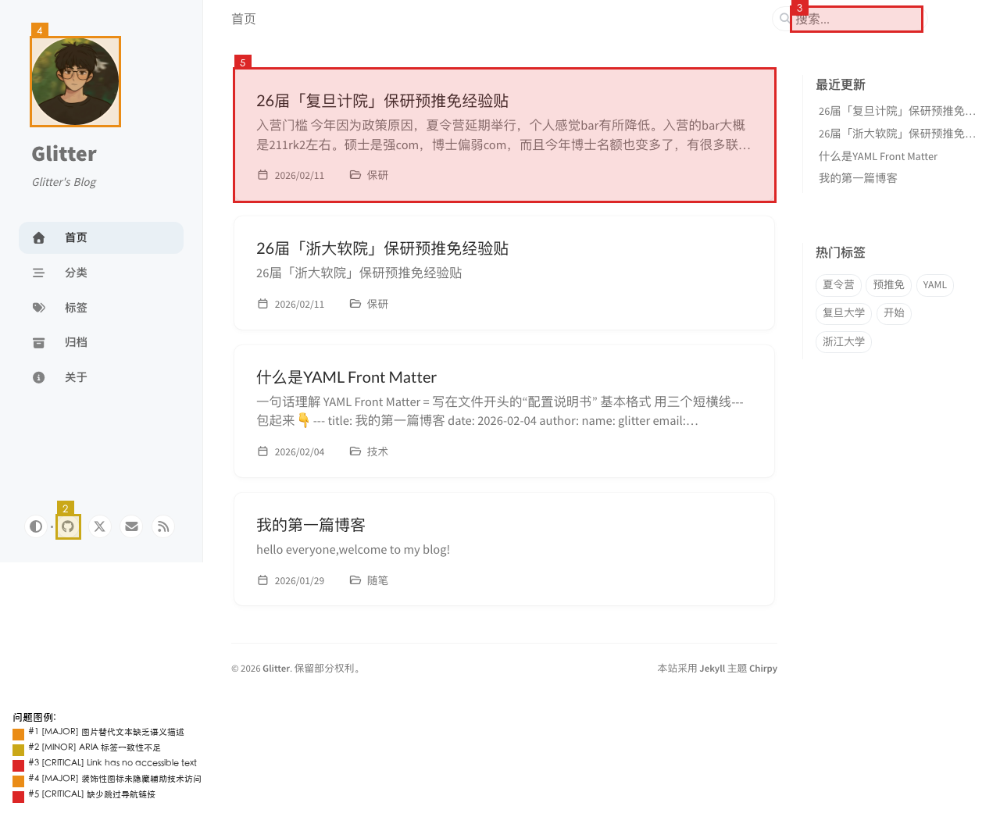 4
Glitter
Glitter's Blog
首页
分类
标签
归档
关于
2
首页
3
搜索...
5
26届「复旦计院」保研预推免经验贴
入营门槛 今年因为政策原因，夏令营延期举行，个人感觉bar有所降低。入营的bar大概
是211rk2左右。硕士是强com，博士偏弱com，而且今年博士名额也变多了，有很多联…
2026/02/11 保研
26届「浙大软院」保研预推免经验贴
26届「浙大软院」保研预推免经验贴
2026/02/11 保研
什么是YAML Front Matter
一句话理解 YAML Front Matter = 写在文件开头的“配置说明书” 基本格式 用三个短横线---
包起来 👇 --- title: 我的第一篇博客 date: 2026-02-04 author: name: glitter email:…
2026/02/04 技术
我的第一篇博客
hello everyone,welcome to my blog!
2026/01/29 随笔
最近更新
26届「复旦计院」保研预推免…
26届「浙大软院」保研预推免…
什么是YAML Front Matter
我的第一篇博客
热门标签
夏令营 预推免 YAML
复旦大学 开始
浙江大学
© 2026 Glitter. 保留部分权利。
本站采用 Jekyll 主题 Chirpy
问题图例:
#1 [MAJOR] 图片替代文本缺乏语义描述
#2 [MINOR] ARIA 标签一致性不足
#3 [CRITICAL] Link has no accessible text
#4 [MAJOR] 装饰性图标未隐藏辅助技术访问
#5 [CRITICAL] 缺少跳过导航链接